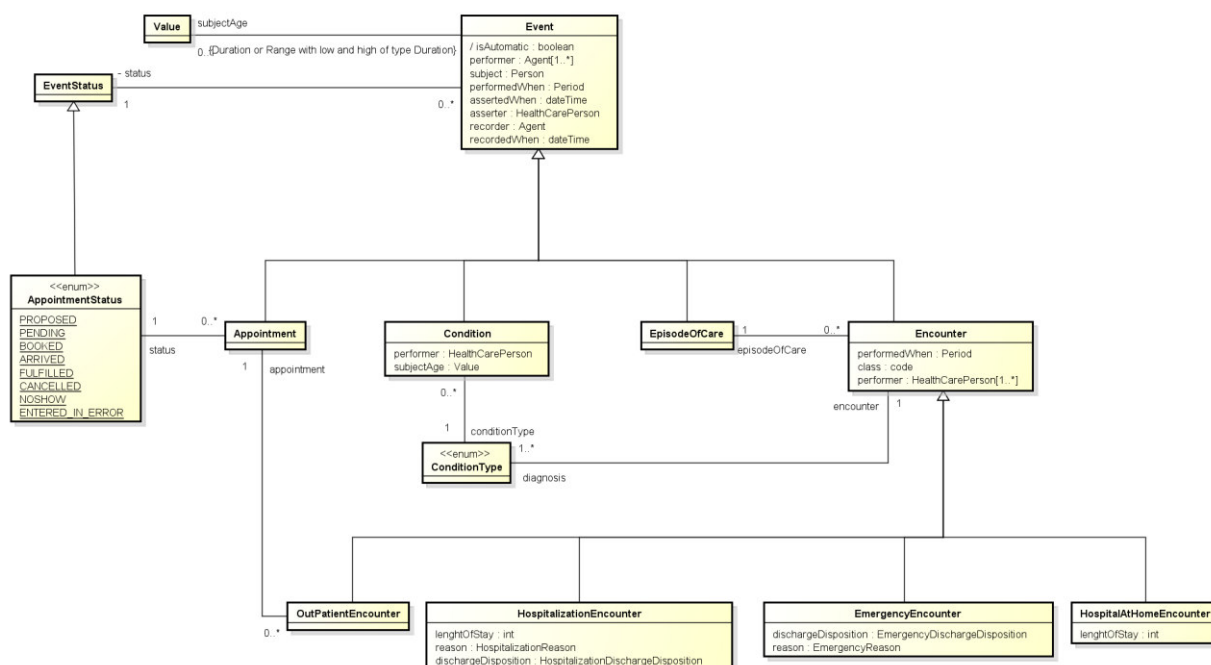 Value
subjectAge
0..{Duration or Range with low and high of type Duration}
Event
/ isAutomatic : boolean
performer : Agent[1..*]
subject : Person
performedWhen : Period
assertedWhen : dateTime
asserter : HealthCarePerson
recorder : Agent
recordedWhen : dateTime
EventStatus
- status
1
0..*
<<enum>>
AppointmentStatus
PROPOSED
PENDING
BOOKED
ARRIVED
FULFILLED
CANCELLED
NOSHOW
ENTERED_IN_ERROR
1
0..*
status
Appointment
1
appointment
Condition
performer : HealthCarePerson
subjectAge : Value
0..*
1
conditionType
<<enum>>
ConditionType
1..*
diagnosis
EpisodeOfCare
1
0..*
episodeOfCare
Encounter
performedWhen : Period
class : code
performer : HealthCarePerson[1..*]
encounter
1
OutPatientEncounter
0..*
HospitalizationEncounter
lenghtOfStay : int
reason : HospitalizationReason
dischargeDisposition : HospitalizationDischargeDisposition
EmergencyEncounter
dischargeDisposition : EmergencyDischargeDisposition
reason : EmergencyReason
HospitalAtHomeEncounter
lenghtOfStay : int